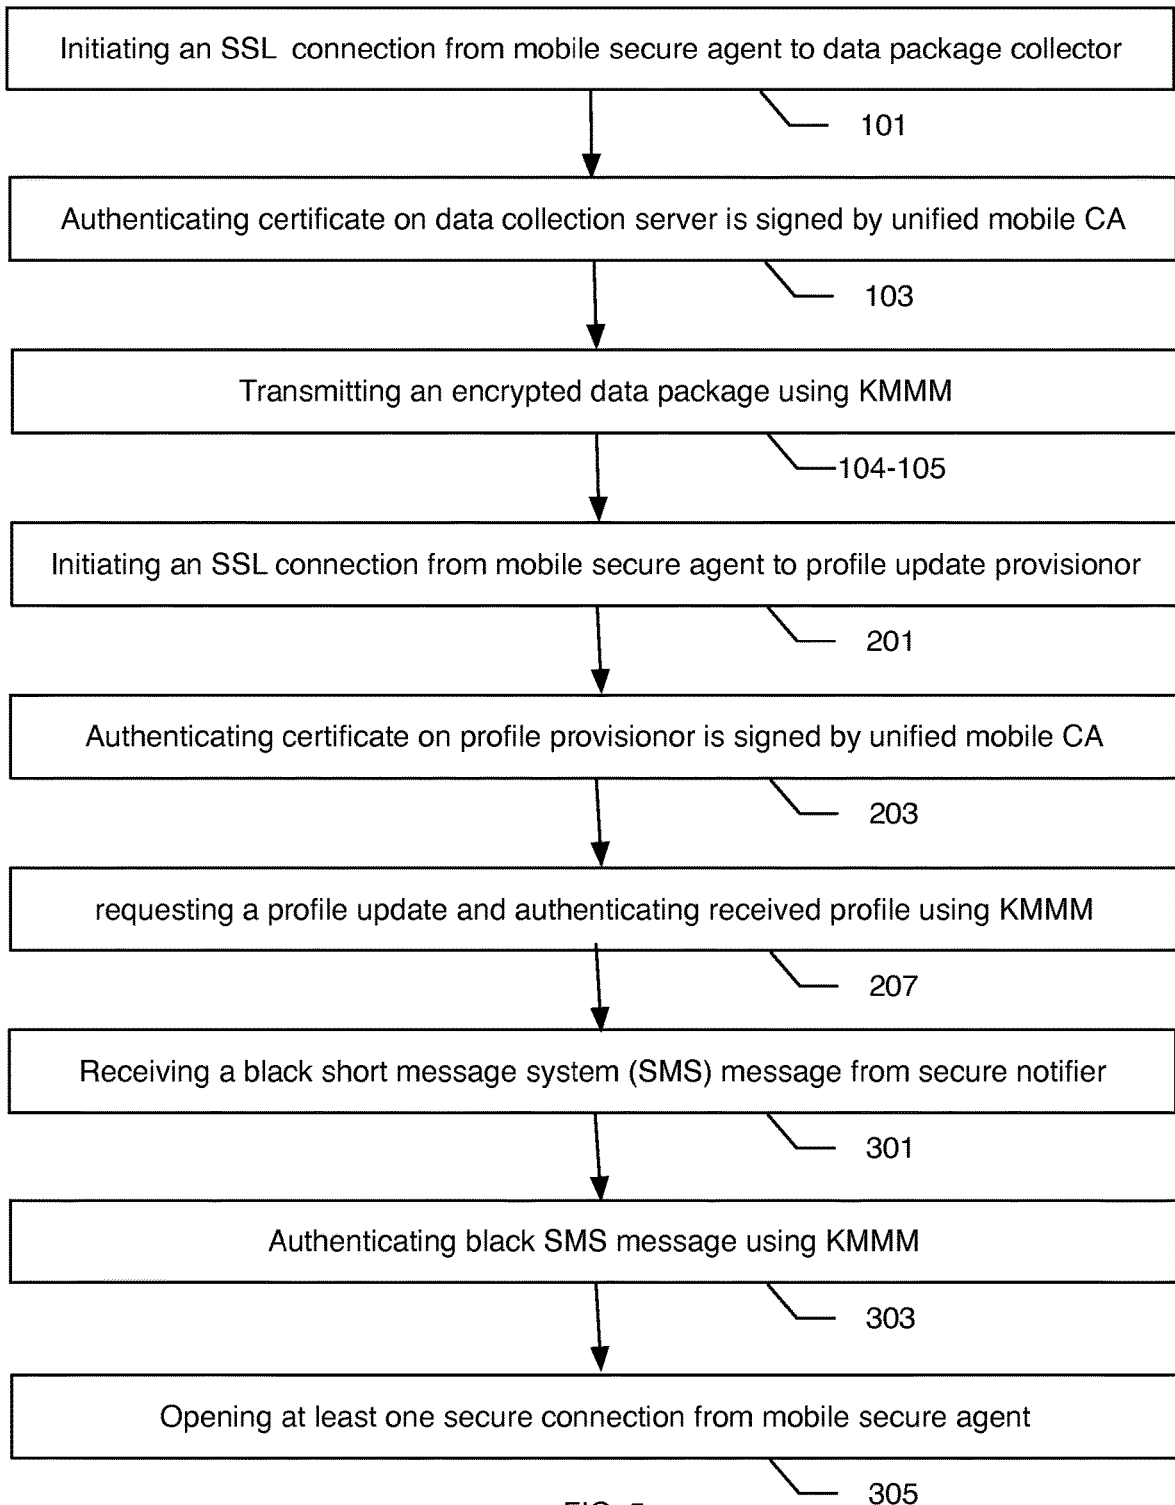 Initiating an SSL connection from mobile secure agent to data package collector
101
Authenticating certificate on data collection server is signed by unified mobile CA
103
Transmitting an encrypted data package using KMMM
104-105
Initiating an SSL connection from mobile secure agent to profile update provisionor
201
Authenticating certificate on profile provisionor is signed by unified mobile CA
203
requesting a profile update and authenticating received profile using KMMM
207
Receiving a black short message system (SMS) message from secure notifier
301
Authenticating black SMS message using KMMM
303
Opening at least one secure connection from mobile secure agent
305